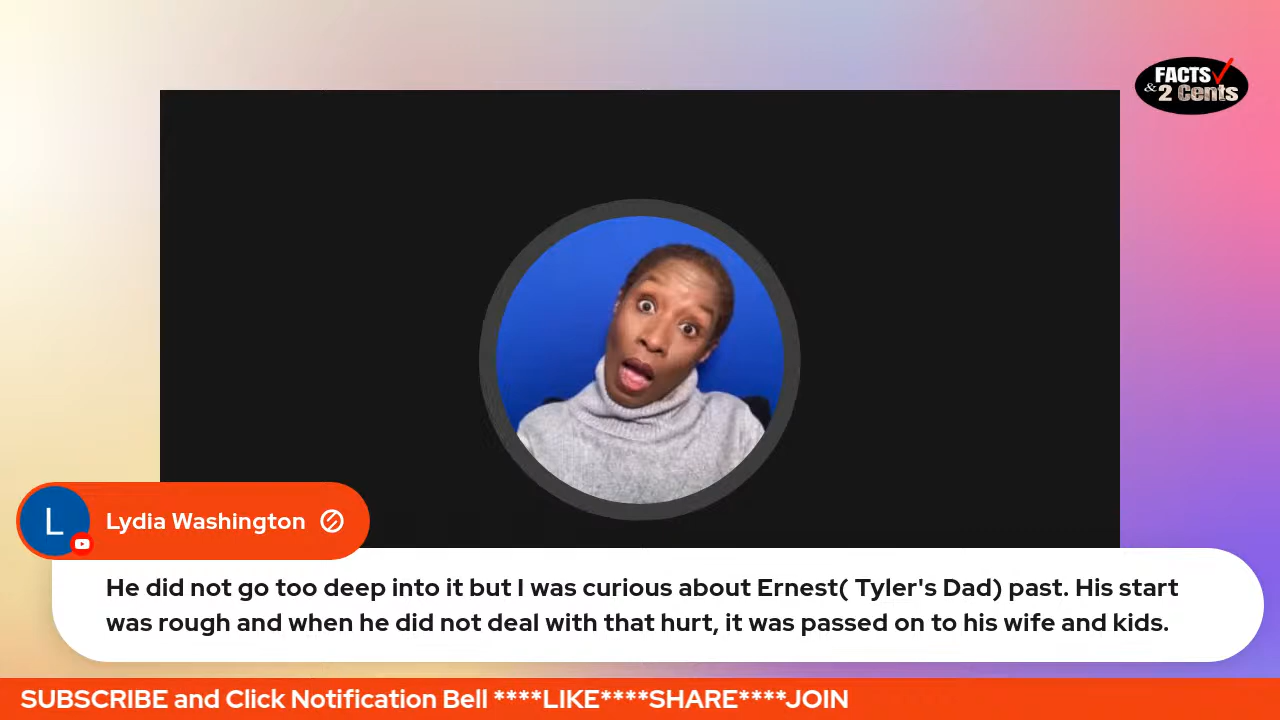 FACTS
& 2 Cents
L
Lydia Washington
He did not go too deep into it but I was curious about Ernest( Tyler's Dad) past. His start
was rough and when he did not deal with that hurt, it was passed on to his wife and kids.
SUBSCRIBE and Click Notification Bell ****LIKE****SHARE****JOIN